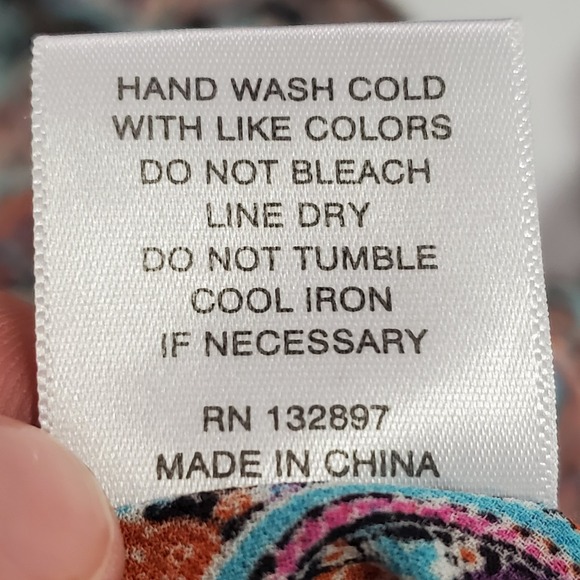 HAND WASH COLD
WITH LIKE COLORS
DO NOT BLEACH
LINE DRY
DO NOT TUMBLE
COOL IRON
IF NECESSARY
RN 132897
MADE IN CHINA